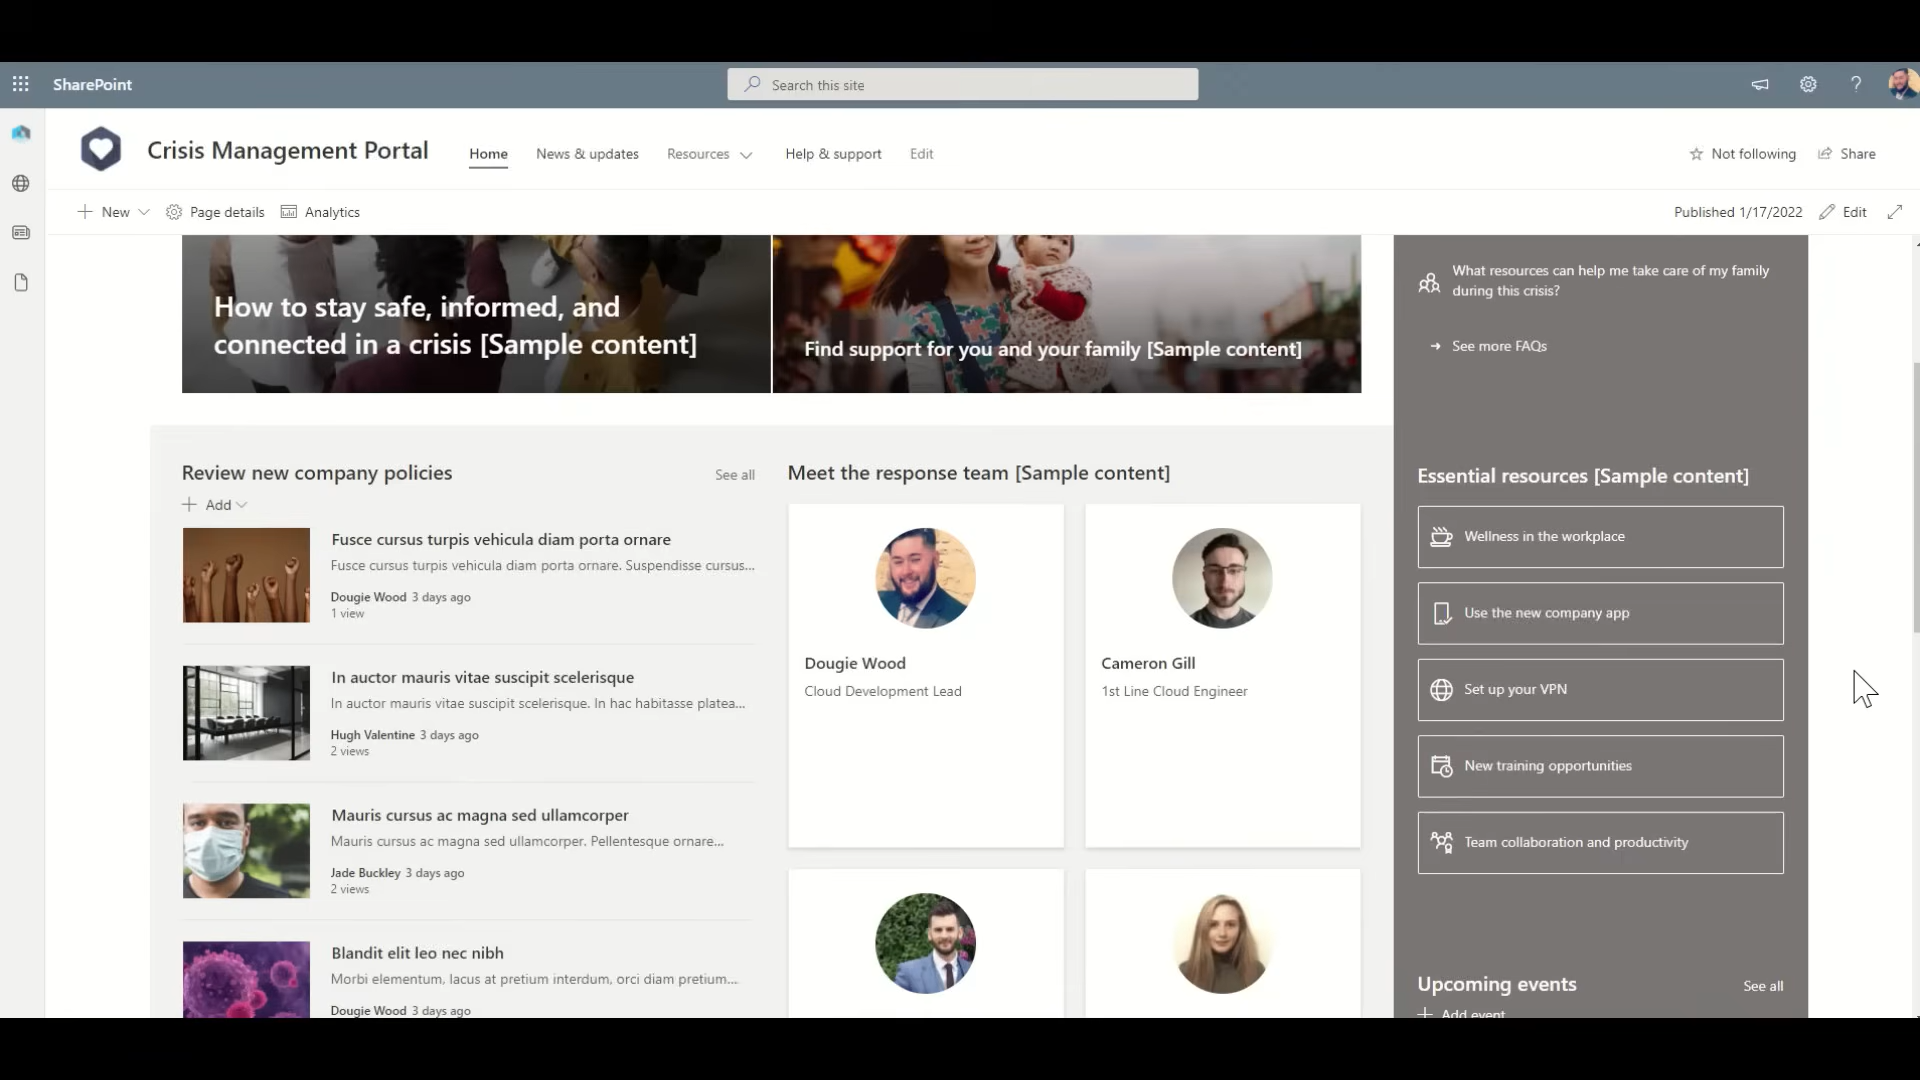 SharePoint
Search this site
Crisis Management Portal
Home
News & updates
Resources
Help & support
Edit
Not following
Share
New
Page details
Analytics
Published 1/17/2022
Edit
How to stay safe, informed, and
connected in a crisis [Sample content]
Find support for you and your family [Sample content]
What resources can help me take care of my family
during this crisis?
See more FAQs
Review new company policies
See all
Add
Fusce cursus turpis vehicula diam porta ornare
Fusce cursus turpis vehicula diam porta ornare. Suspendisse cursus...
Dougie Wood 3 days ago
1 view
In auctor mauris vitae suscipit scelerisque
In auctor mauris vitae suscipit scelerisque. In hac habitasse platea...
Hugh Valentine 3 days ago
2 views
Mauris cursus ac magna sed ullamcorper
Mauris cursus ac magna sed ullamcorper. Pellentesque ornare...
Jade Buckley 3 days ago
2 views
Blandit elit leo nec nibh
Morbi elementum, lacus at pretium interdum, orci diam pretium...
Dougie Wood 3 days ago
Meet the response team [Sample content]
Dougie Wood
Cloud Development Lead
Cameron Gill
1st Line Cloud Engineer
Essential resources [Sample content]
Wellness in the workplace
Use the new company app
Set up your VPN
New training opportunities
Team collaboration and productivity
Upcoming events
See all
Add event